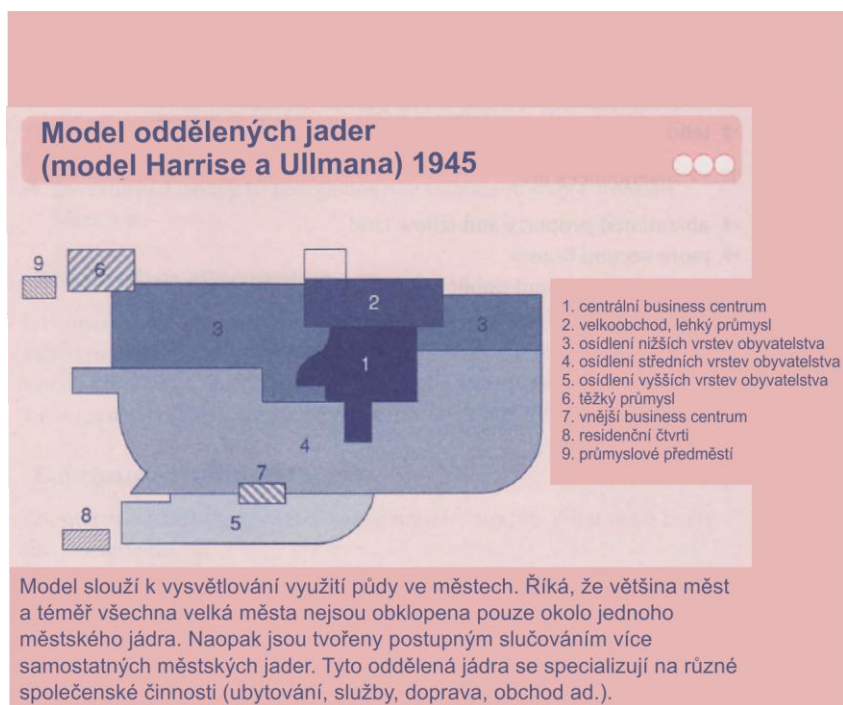 Model oddělených jader
(model Harrise a Ullmana) 1945
9
6
2
3
3
1
4
7
8
5
1. centrální business centrum
2. velkoobchod, lehký průmysl
3. osídlení nižších vrstev obyvatelstva
4. osídlení středních vrstev obyvatelstva
5. osídlení vyšších vrstev obyvatelstva
6. těžký průmysl
7. vnější business centrum
8. residenční čtvrti
9. průmyslové předměstí
Model slouží k vysvětlování využití půdy ve městech. Říká, že většina měst
a téměř všechna velká města nejsou obklopena pouze okolo jednoho
městského jádra. Naopak jsou tvořeny postupným slučováním více
samostatných městských jader. Tyto oddělená jádra se specializují na různé
společenské činnosti (ubytování, služby, doprava, obchod ad.).